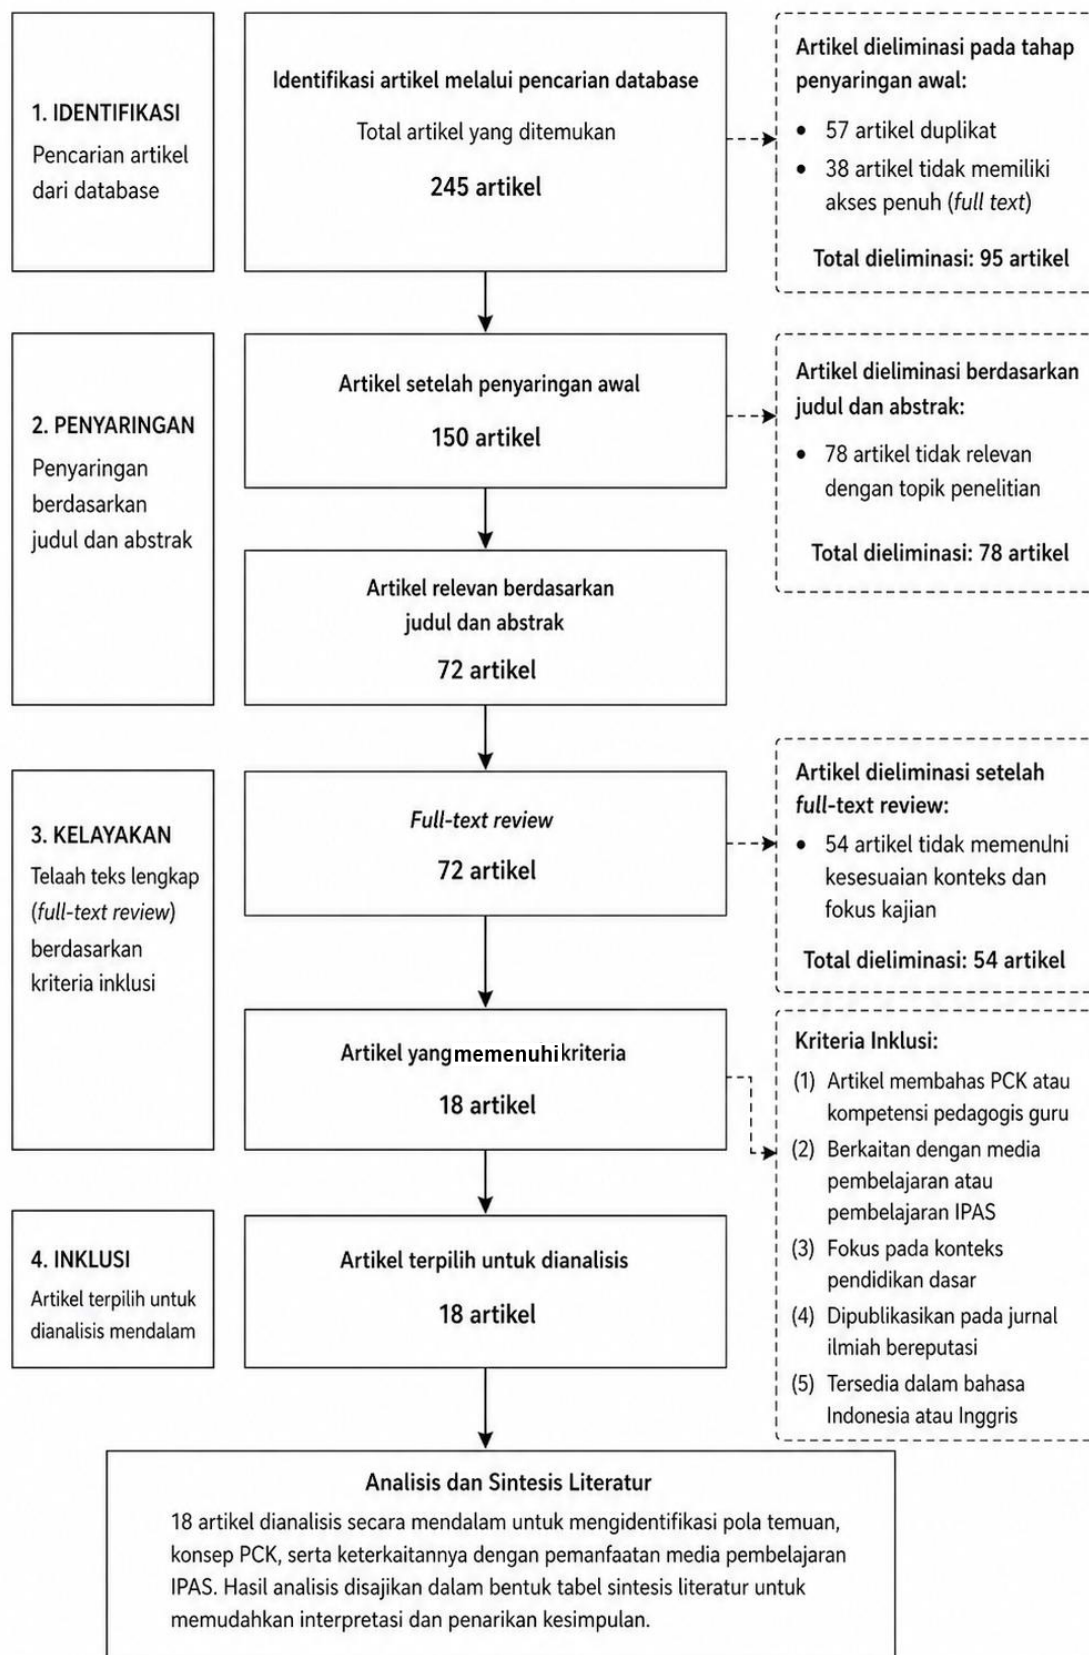 1. IDENTIFIKASI
Pencarian artikel
dari database
Identifikasi artikel melalui pencarian database
Total artikel yang ditemukan
245 artikel
Artikel dieliminasi pada tahap
penyaringan awal:
• 57 artikel duplikat
• 38 artikel tidak memiliki
akses penuh (full text)
Total dieliminasi: 95 artikel
2. PENYARINGAN
Penyaringan
berdasarkan
judul dan abstrak
Artikel setelah penyaringan awal
150 artikel
Artikel dieliminasi berdasarkan
judul dan abstrak:
• 78 artikel tidak relevan
dengan topik penelitian
Total dieliminasi: 78 artikel
Artikel relevan berdasarkan
judul dan abstrak
72 artikel
3. KELAYAKAN
Telaah teks lengkap
(full-text review)
berdasarkan
kriteria inklusi
Full-text review
72 artikel
Artikel dieliminasi setelah
full-text review:
• 54 artikel tidak memenuhi
kesesuaian konteks dan
fokus kajian
Total dieliminasi: 54 artikel
Artikel yang memenuhi kriteria
18 artikel
Kriteria Inklusi:
(1) Artikel membahas PCK atau
kompetensi pedagogis guru
(2) Berkaitan dengan media
pembelajaran atau
pembelajaran IPAS
(3) Fokus pada konteks
pendidikan dasar
(4) Dipublikasikan pada jurnal
ilmiah bereputasi
(5) Tersedia dalam bahasa
Indonesia atau Inggris
4. INKLUSI
Artikel terpilih untuk
dianalisis mendalam
Artikel terpilih untuk dianalisis
18 artikel
Analisis dan Sintesis Literatur
18 artikel dianalisis secara mendalam untuk mengidentifikasi pola temuan,
konsep PCK, serta keterkaitannya dengan pemanfaatan media pembelajaran
IPAS. Hasil analisis disajikan dalam bentuk tabel sintesis literatur untuk
memudahkan interpretasi dan penarikan kesimpulan.